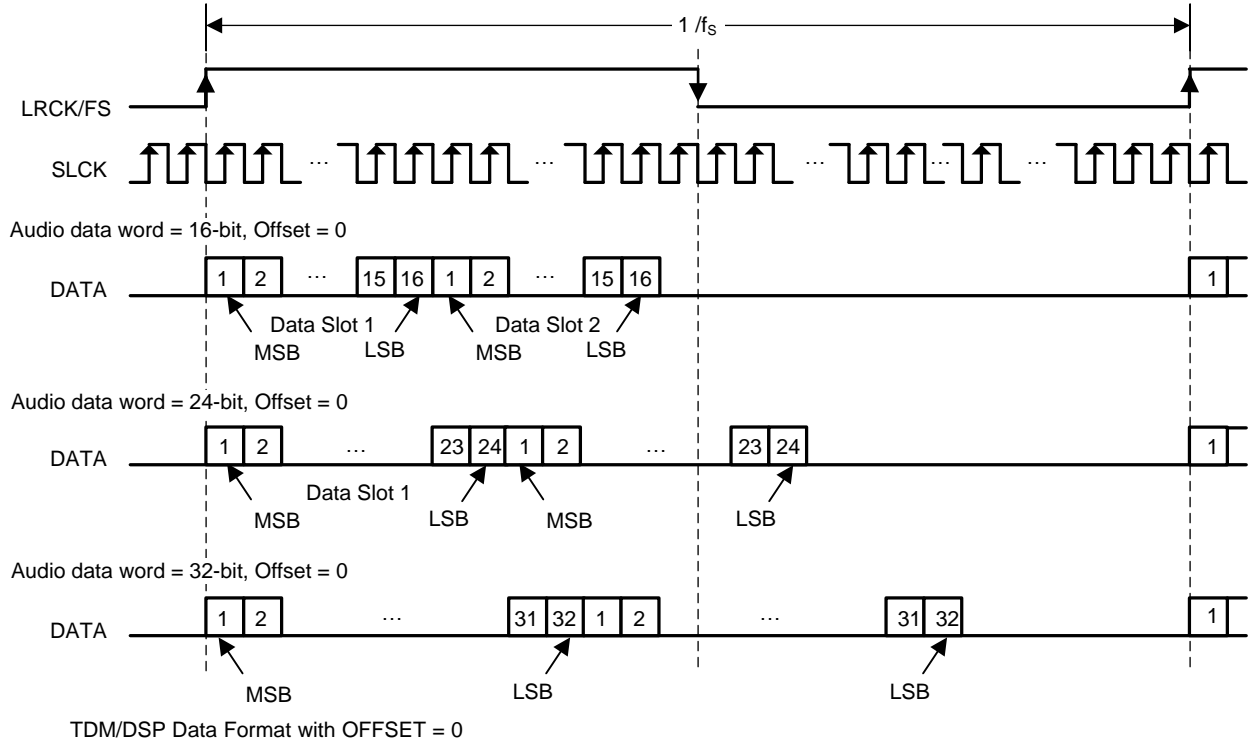 1 /fS
LRCK/FS
SLCK … … … … …
Audio data word = 16-bit, Offset = 0
DATA 1 2 … 15 16 1 2 … 15 16 1
Data Slot 1 Data Slot 2
MSB LSB MSB LSB
Audio data word = 24-bit, Offset = 0
DATA 1 2 … 23 24 1 2 … 23 24 1
Data Slot 1
MSB LSB MSB LSB
Audio data word = 32-bit, Offset = 0
DATA 1 2 … 31 32 1 2 … 31 32 1
MSB LSB LSB
TDM/DSP Data Format with OFFSET = 0